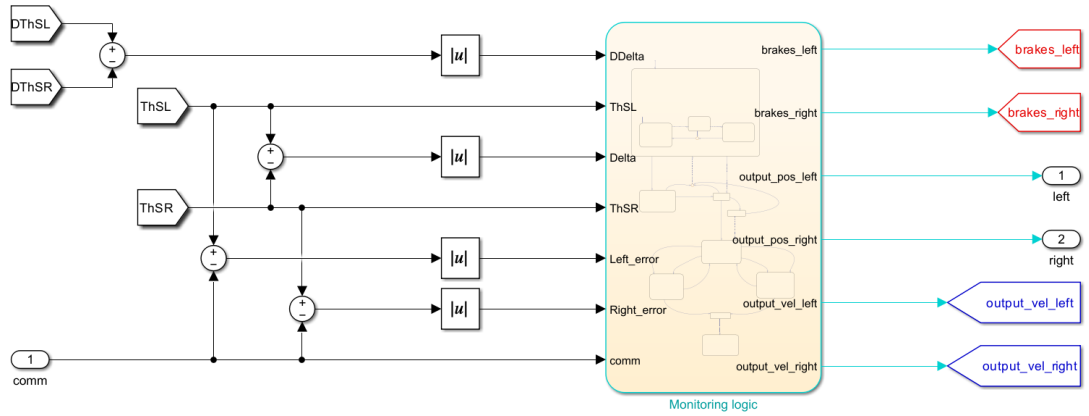 DThSL
+
−
DThSR
|u|
DDelta
ThSL
ThSL
+
−
|u|
Delta
ThSR
ThSR
+
−
|u|
Left_error
+
−
|u|
Right_error
1
comm
comm
brakes_left
brakes_right
output_pos_left
output_pos_right
output_vel_left
output_vel_right
Monitoring logic
brakes_left
brakes_right
1
left
2
right
output_vel_left
output_vel_right